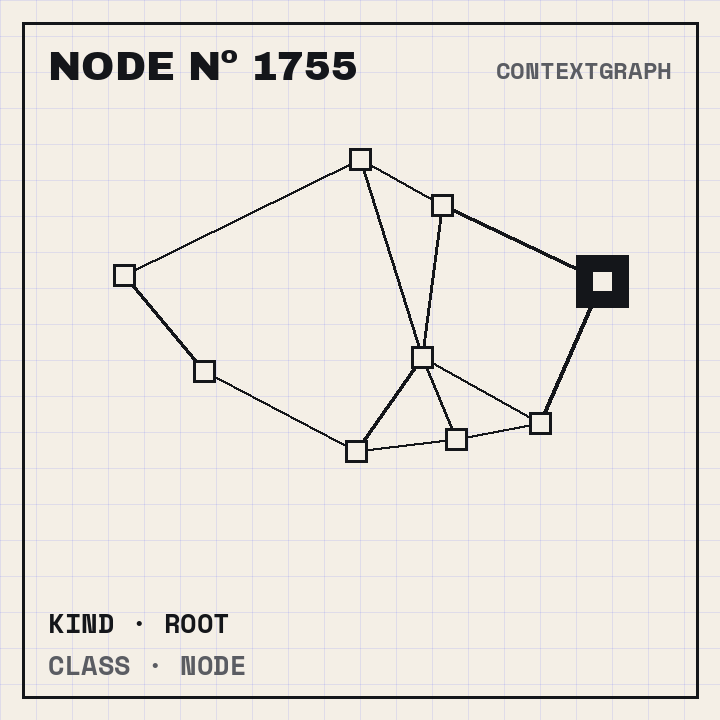 NODE Nº 1755
CONTEXTGRAPH
KIND · ROOT
CLASS · NODE